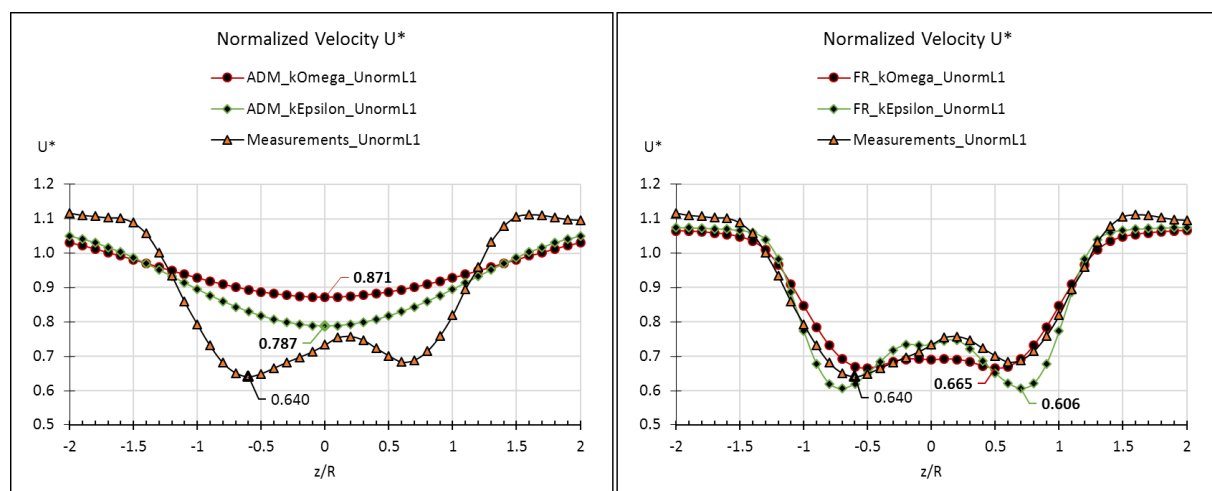 Normalized Velocity U*
ADM_kOmega_UnormL1
ADM_kEpsilon_UnormL1
Measurements_UnormL1
U*
1.2
1.1
1.0
0.9
0.8
0.7
0.6
0.5
0.871
0.787
0.640
-2 -1.5 -1 -0.5 0 0.5 1 1.5 2
z/R
Normalized Velocity U*
FR_kOmega_UnormL1
FR_kEpsilon_UnormL1
Measurements_UnormL1
U*
1.2
1.1
1.0
0.9
0.8
0.7
0.6
0.5
0.640
0.665
0.606
-2 -1.5 -1 -0.5 0 0.5 1 1.5 2
z/R